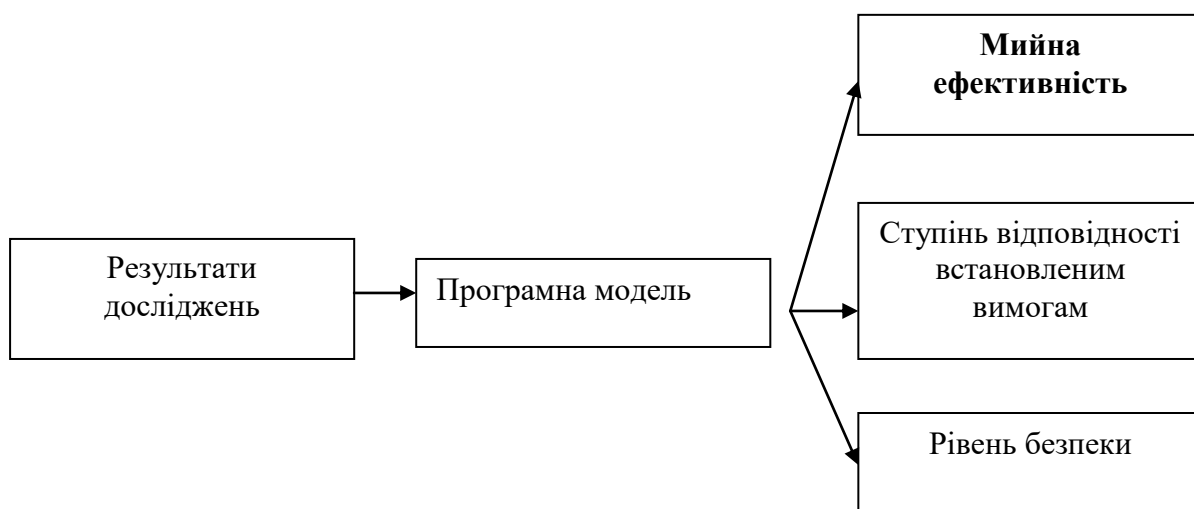 Результати
досліджень
Програмна модель
Мийна
ефективність
Ступінь відповідності
встановленим
вимогам
Рівень безпеки